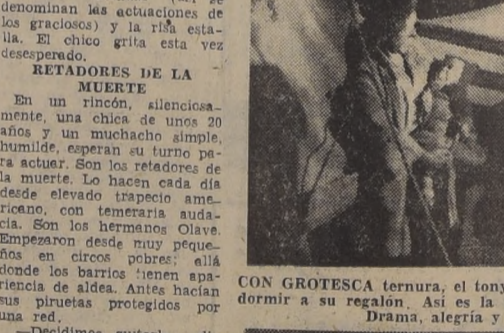 denominan las actuaciones de
los graciosos) y la risa esta-
lla. El chico grita esta vez
desesperado.
RETADORES DE LA
MUERTE
En un rincón, silenciosa-
mente, una chica de unos 20
años y un muchacho simple,
humilde, esperan su turno pa-
ra actuar. Son los retadores de
la muerte. Lo hacen cada día
desde elevado trapecio ame-
ricano, con temeraria auda-
cia. Son los hermanos Olave.
Empezaron desde muy peque-
ños en circos pobres; allá
donde los barrios tienen apa-
riencia de aldea. Antes hacían
sus piruetas protegidos por
una red.
CON GROTESCA ternura, el tony
dormir a su regalón. Así es la
Drama, alegría y